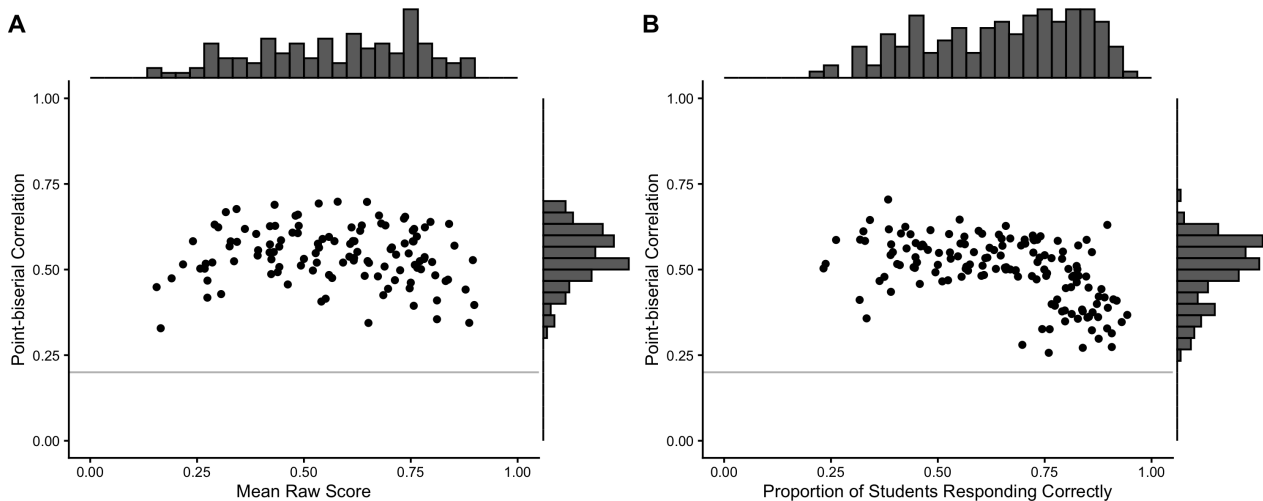 A
Point-biserial Correlation
1.00
0.75
0.50
0.25
0.00
0.00 0.25 0.50 0.75 1.00
Mean Raw Score
B
Point-biserial Correlation
1.00
0.75
0.50
0.25
0.00
0.00 0.25 0.50 0.75 1.00
Proportion of Students Responding Correctly